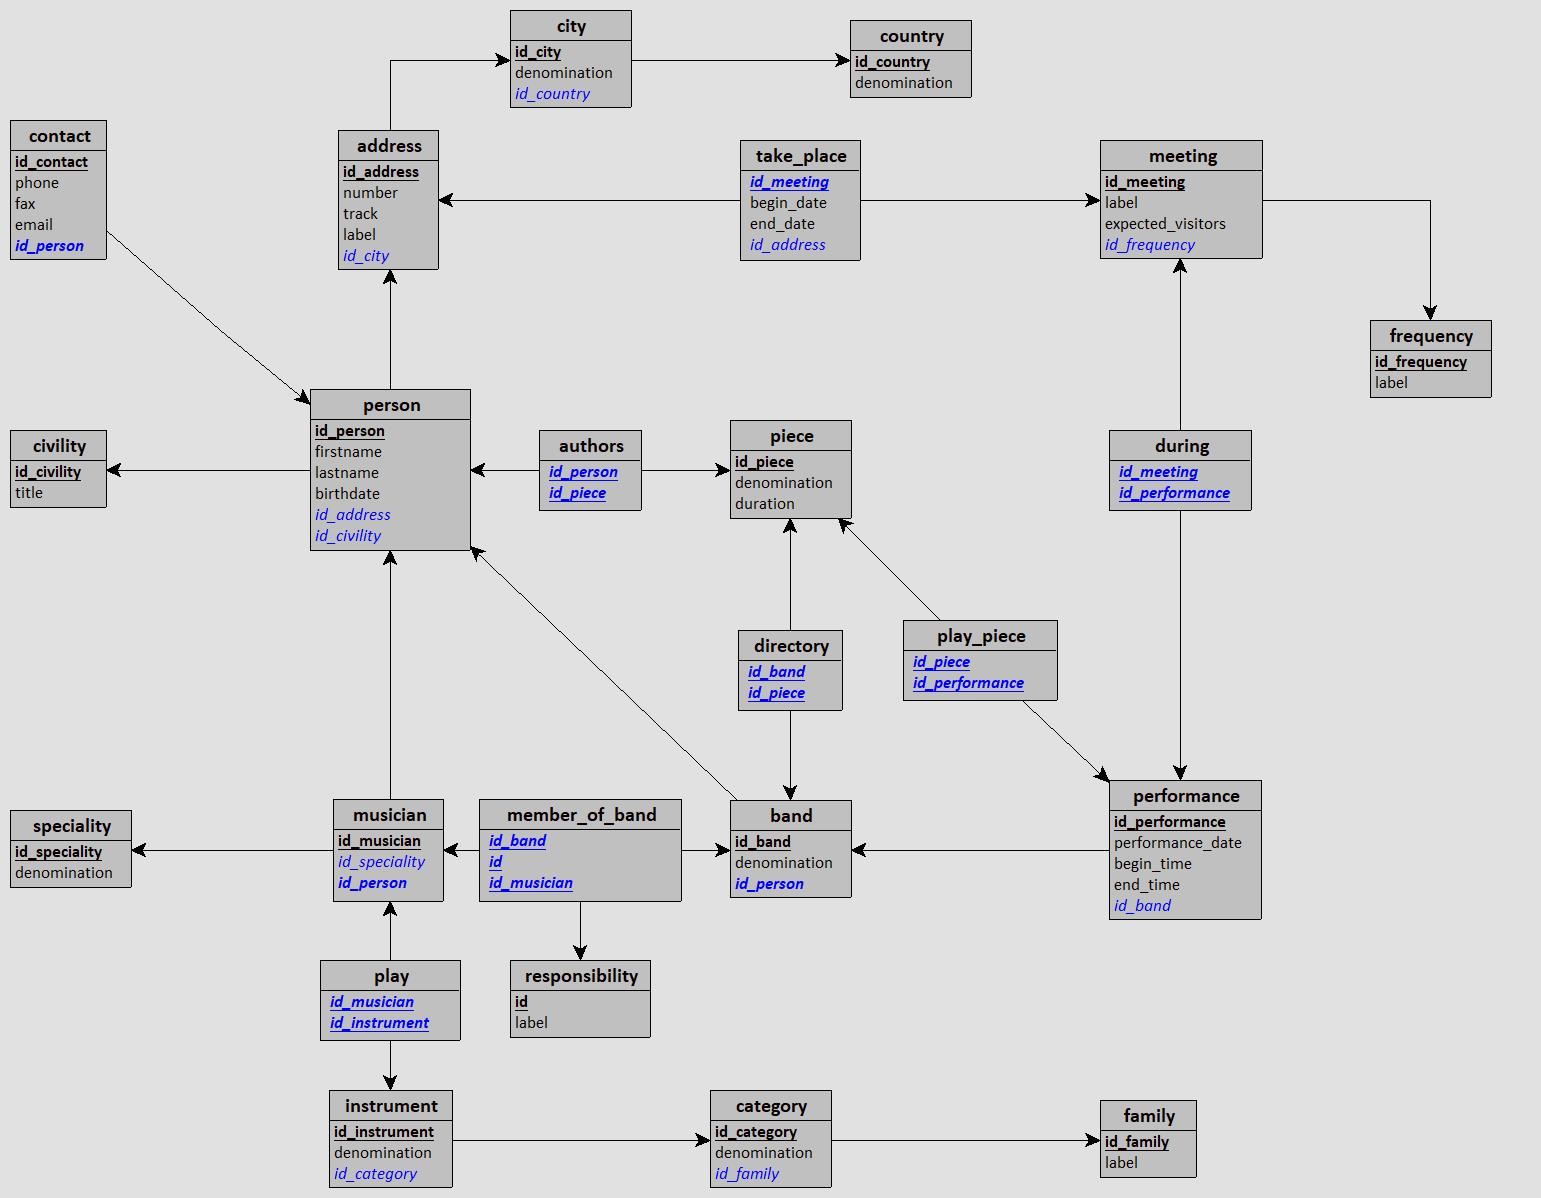 city
id_city
denomination
id_country
country
id_country
denomination
contact
id_contact
phone
fax
email
id_person
address
id_address
number
track
label
id_city
take_place
id_meeting
begin_date
end_date
id_address
meeting
id_meeting
label
expected_visitors
id_frequency
frequency
id_frequency
label
civility
id_civility
title
person
id_person
firstname
lastname
birthdate
id_address
id_civility
authors
id_person
id_piece
piece
id_piece
denomination
duration
during
id_meeting
id_performance
directory
id_band
id_piece
play_piece
id_piece
id_performance
speciality
id_speciality
denomination
musician
id_musician
id_speciality
id_person
member_of_band
id_band
id
id_musician
band
id_band
denomination
id_person
performance
id_performance
performance_date
begin_time
end_time
id_band
play
id_musician
id_instrument
responsibility
id
label
instrument
id_instrument
denomination
id_category
category
id_category
denomination
id_family
family
id_family
label